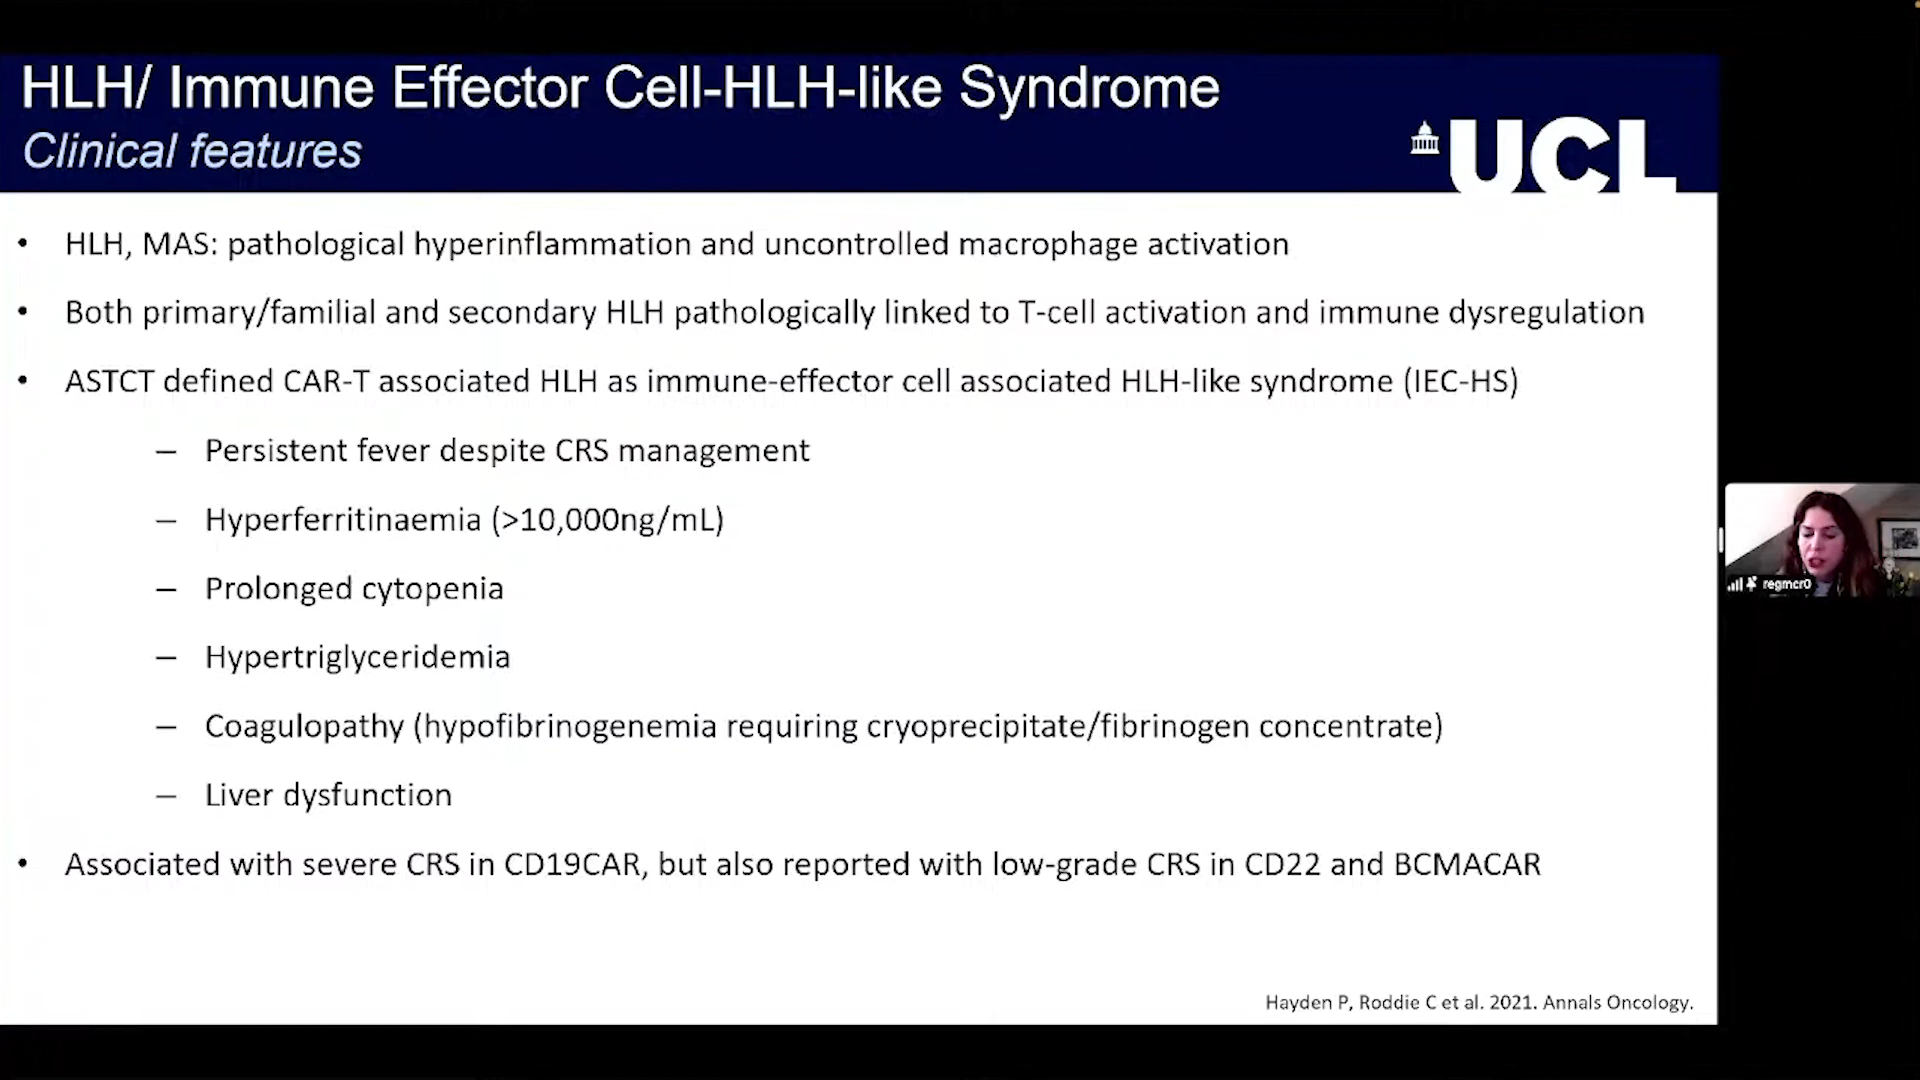 HLH/ Immune Effector Cell-HLH-like Syndrome
Clinical features
UCL
• HLH, MAS: pathological hyperinflammation and uncontrolled macrophage activation
• Both primary/familial and secondary HLH pathologically linked to T-cell activation and immune dysregulation
• ASTCT defined CAR-T associated HLH as immune-effector cell associated HLH-like syndrome (IEC-HS)
– Persistent fever despite CRS management
– Hyperferritinaemia (>10,000ng/mL)
– Prolonged cytopenia
– Hypertriglyceridemia
– Coagulopathy (hypofibrinogenemia requiring cryoprecipitate/fibrinogen concentrate)
– Liver dysfunction
• Associated with severe CRS in CD19CAR, but also reported with low-grade CRS in CD22 and BCMACAR
Hayden P, Roddie C et al. 2021. Annals Oncology.
regmcr0